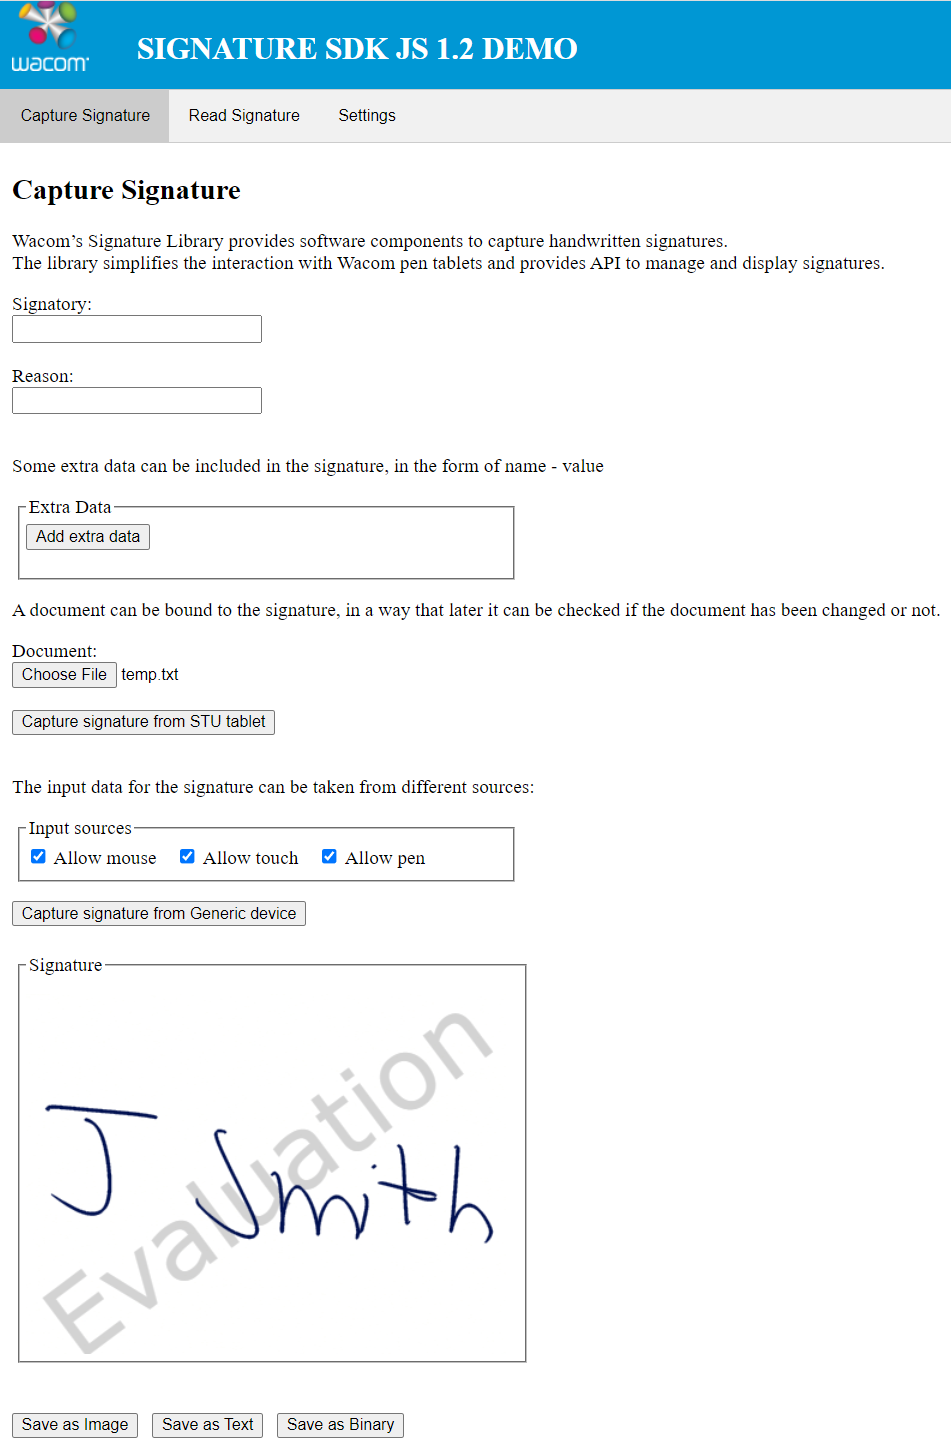 wacom
SIGNATURE SDK JS 1.2 DEMO
Capture Signature Read Signature Settings
Capture Signature
Wacom’s Signature Library provides software components to capture handwritten signatures.
The library simplifies the interaction with Wacom pen tablets and provides API to manage and display signatures.
Signatory:
Reason:
Some extra data can be included in the signature, in the form of name - value
Extra Data
Add extra data
A document can be bound to the signature, in a way that later it can be checked if the document has been changed or not.
Document:
Choose File temp.txt
Capture signature from STU tablet
The input data for the signature can be taken from different sources:
Input sources
Allow mouse Allow touch Allow pen
Capture signature from Generic device
Signature
Evaluation
J Smith
Save as Image Save as Text Save as Binary